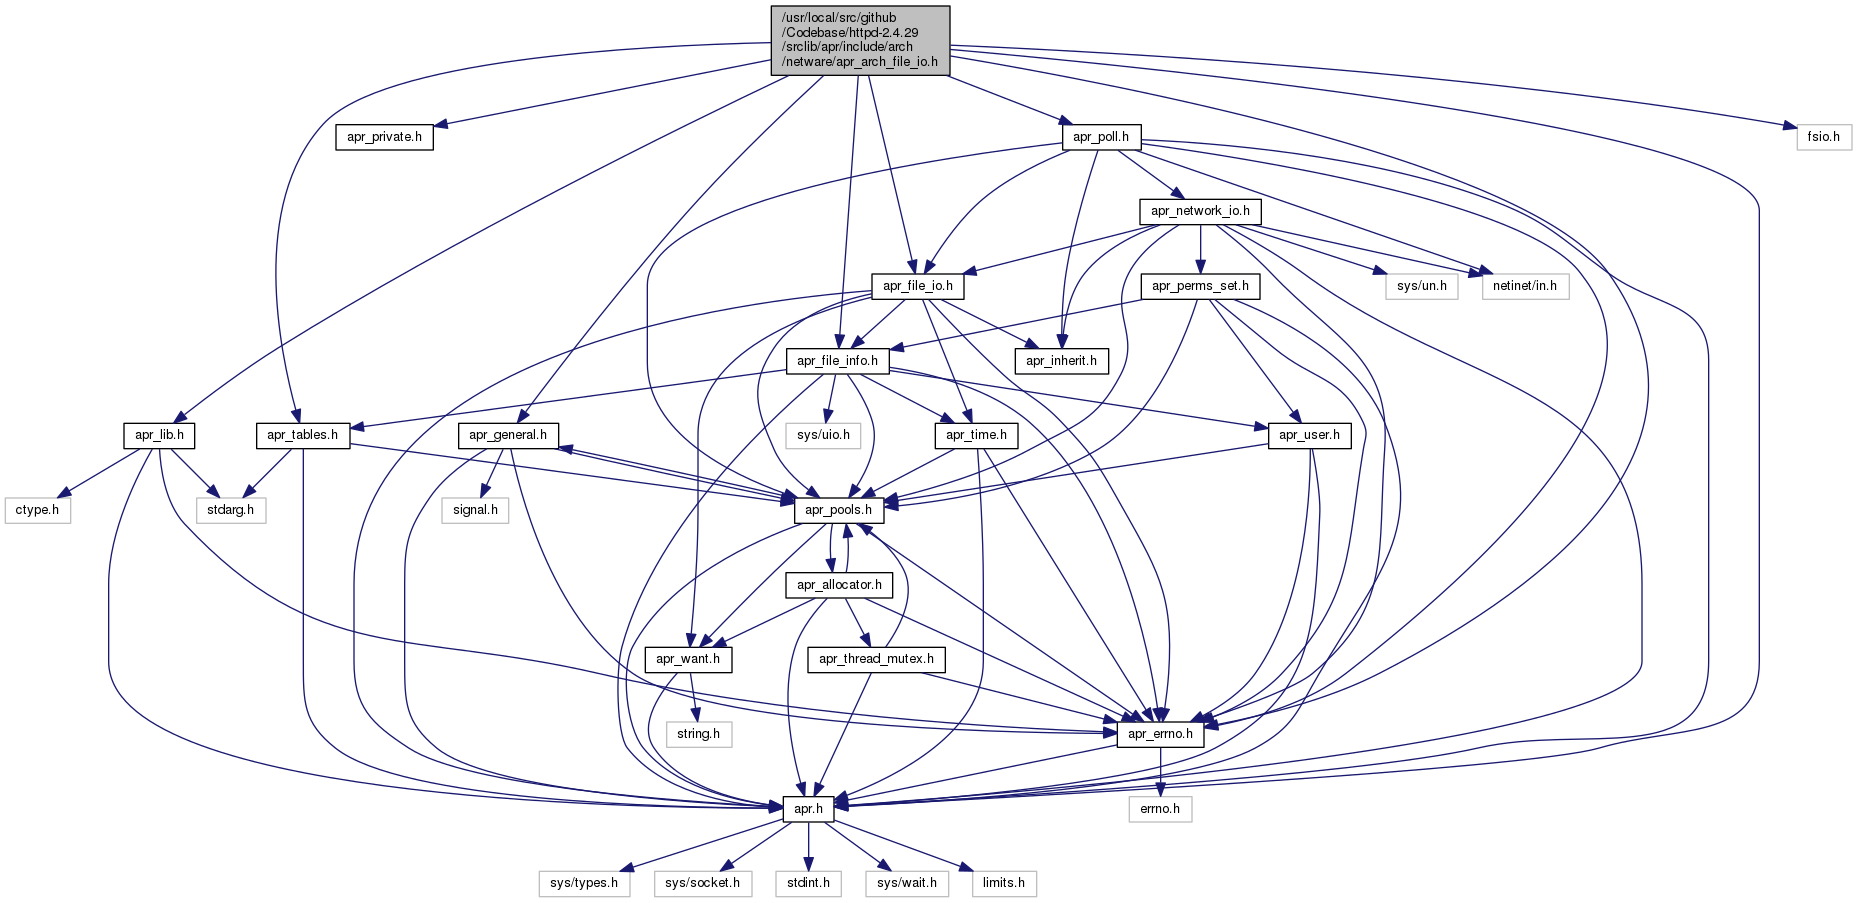 /usr/local/src/github
/Codebase/httpd-2.4.29
/srclib/apr/include/arch
/netware/apr_arch_file_io.h
apr_private.h
apr_poll.h
fsio.h
apr_network_io.h
apr_file_io.h
apr_perms_set.h
sys/un.h
netinet/in.h
apr_file_info.h
apr_inherit.h
apr_lib.h
apr_tables.h
apr_general.h
sys/uio.h
apr_time.h
apr_user.h
ctype.h
stdarg.h
signal.h
apr_pools.h
apr_allocator.h
apr_want.h
apr_thread_mutex.h
string.h
apr_errno.h
apr.h
errno.h
sys/types.h
sys/socket.h
stdint.h
sys/wait.h
limits.h